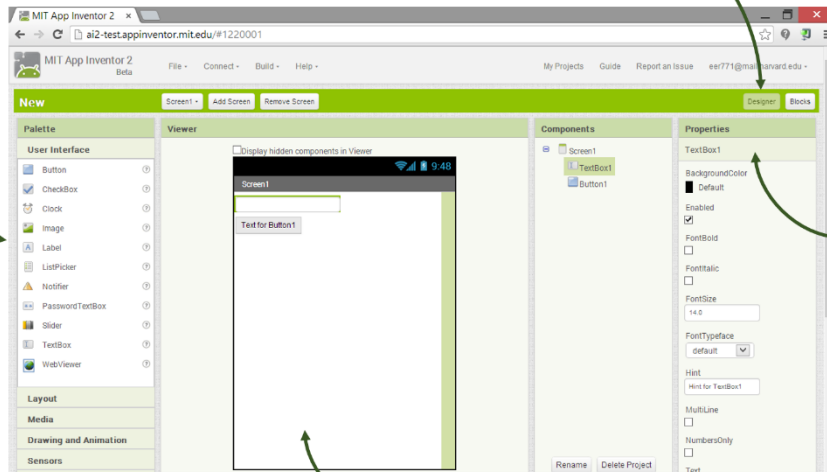 MIT App Inventor 2
ai2-test.appinventor.mit.edu/#1220001
MIT App Inventor 2
Beta
File Connect Build Help
My Projects Guide Report an Issue
New
Screen1 Add Screen Remove Screen
Designer Blocks
Palette
User Interface
Button
CheckBox
Clock
Image
Label
ListPicker
Notifier
PasswordTextBox
Slider
TextBox
WebViewer
Layout
Media
Drawing and Animation
Sensors
Viewer
Display hidden components in Viewer
9:48
Screen1
Text for Button1
Components
Screen1
TextBox1
Button1
Rename Delete Project
Properties
TextBox1
BackgroundColor
Default
Enabled
FontBold
FontItalic
FontSize
14.0
FontTypeface
default
Hint
Hint for TextBox1
MultiLine
NumbersOnly
Text